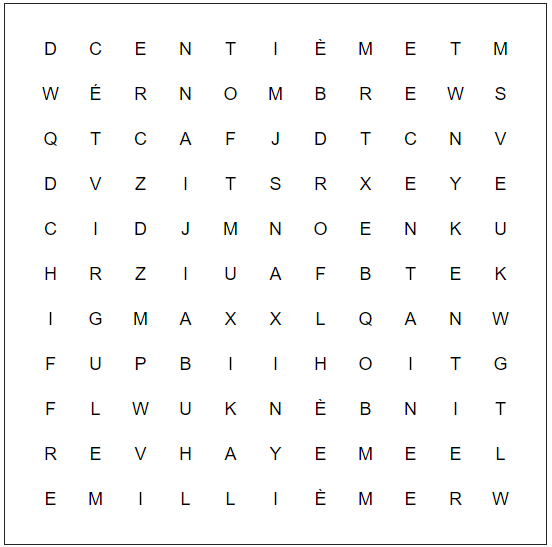 D C E N T I È M E T M
W É R N O M B R E W S
Q T C A F J D T C N V
D V Z I T S R X E Y E
C I D J M N O E N K U
H R Z I U A F B T E K
I G M A X X L Q A N W
F U P B I I H O I T G
F L W U K N È B N I T
R E V H A Y E M E E L
E M I L L I È M E R W